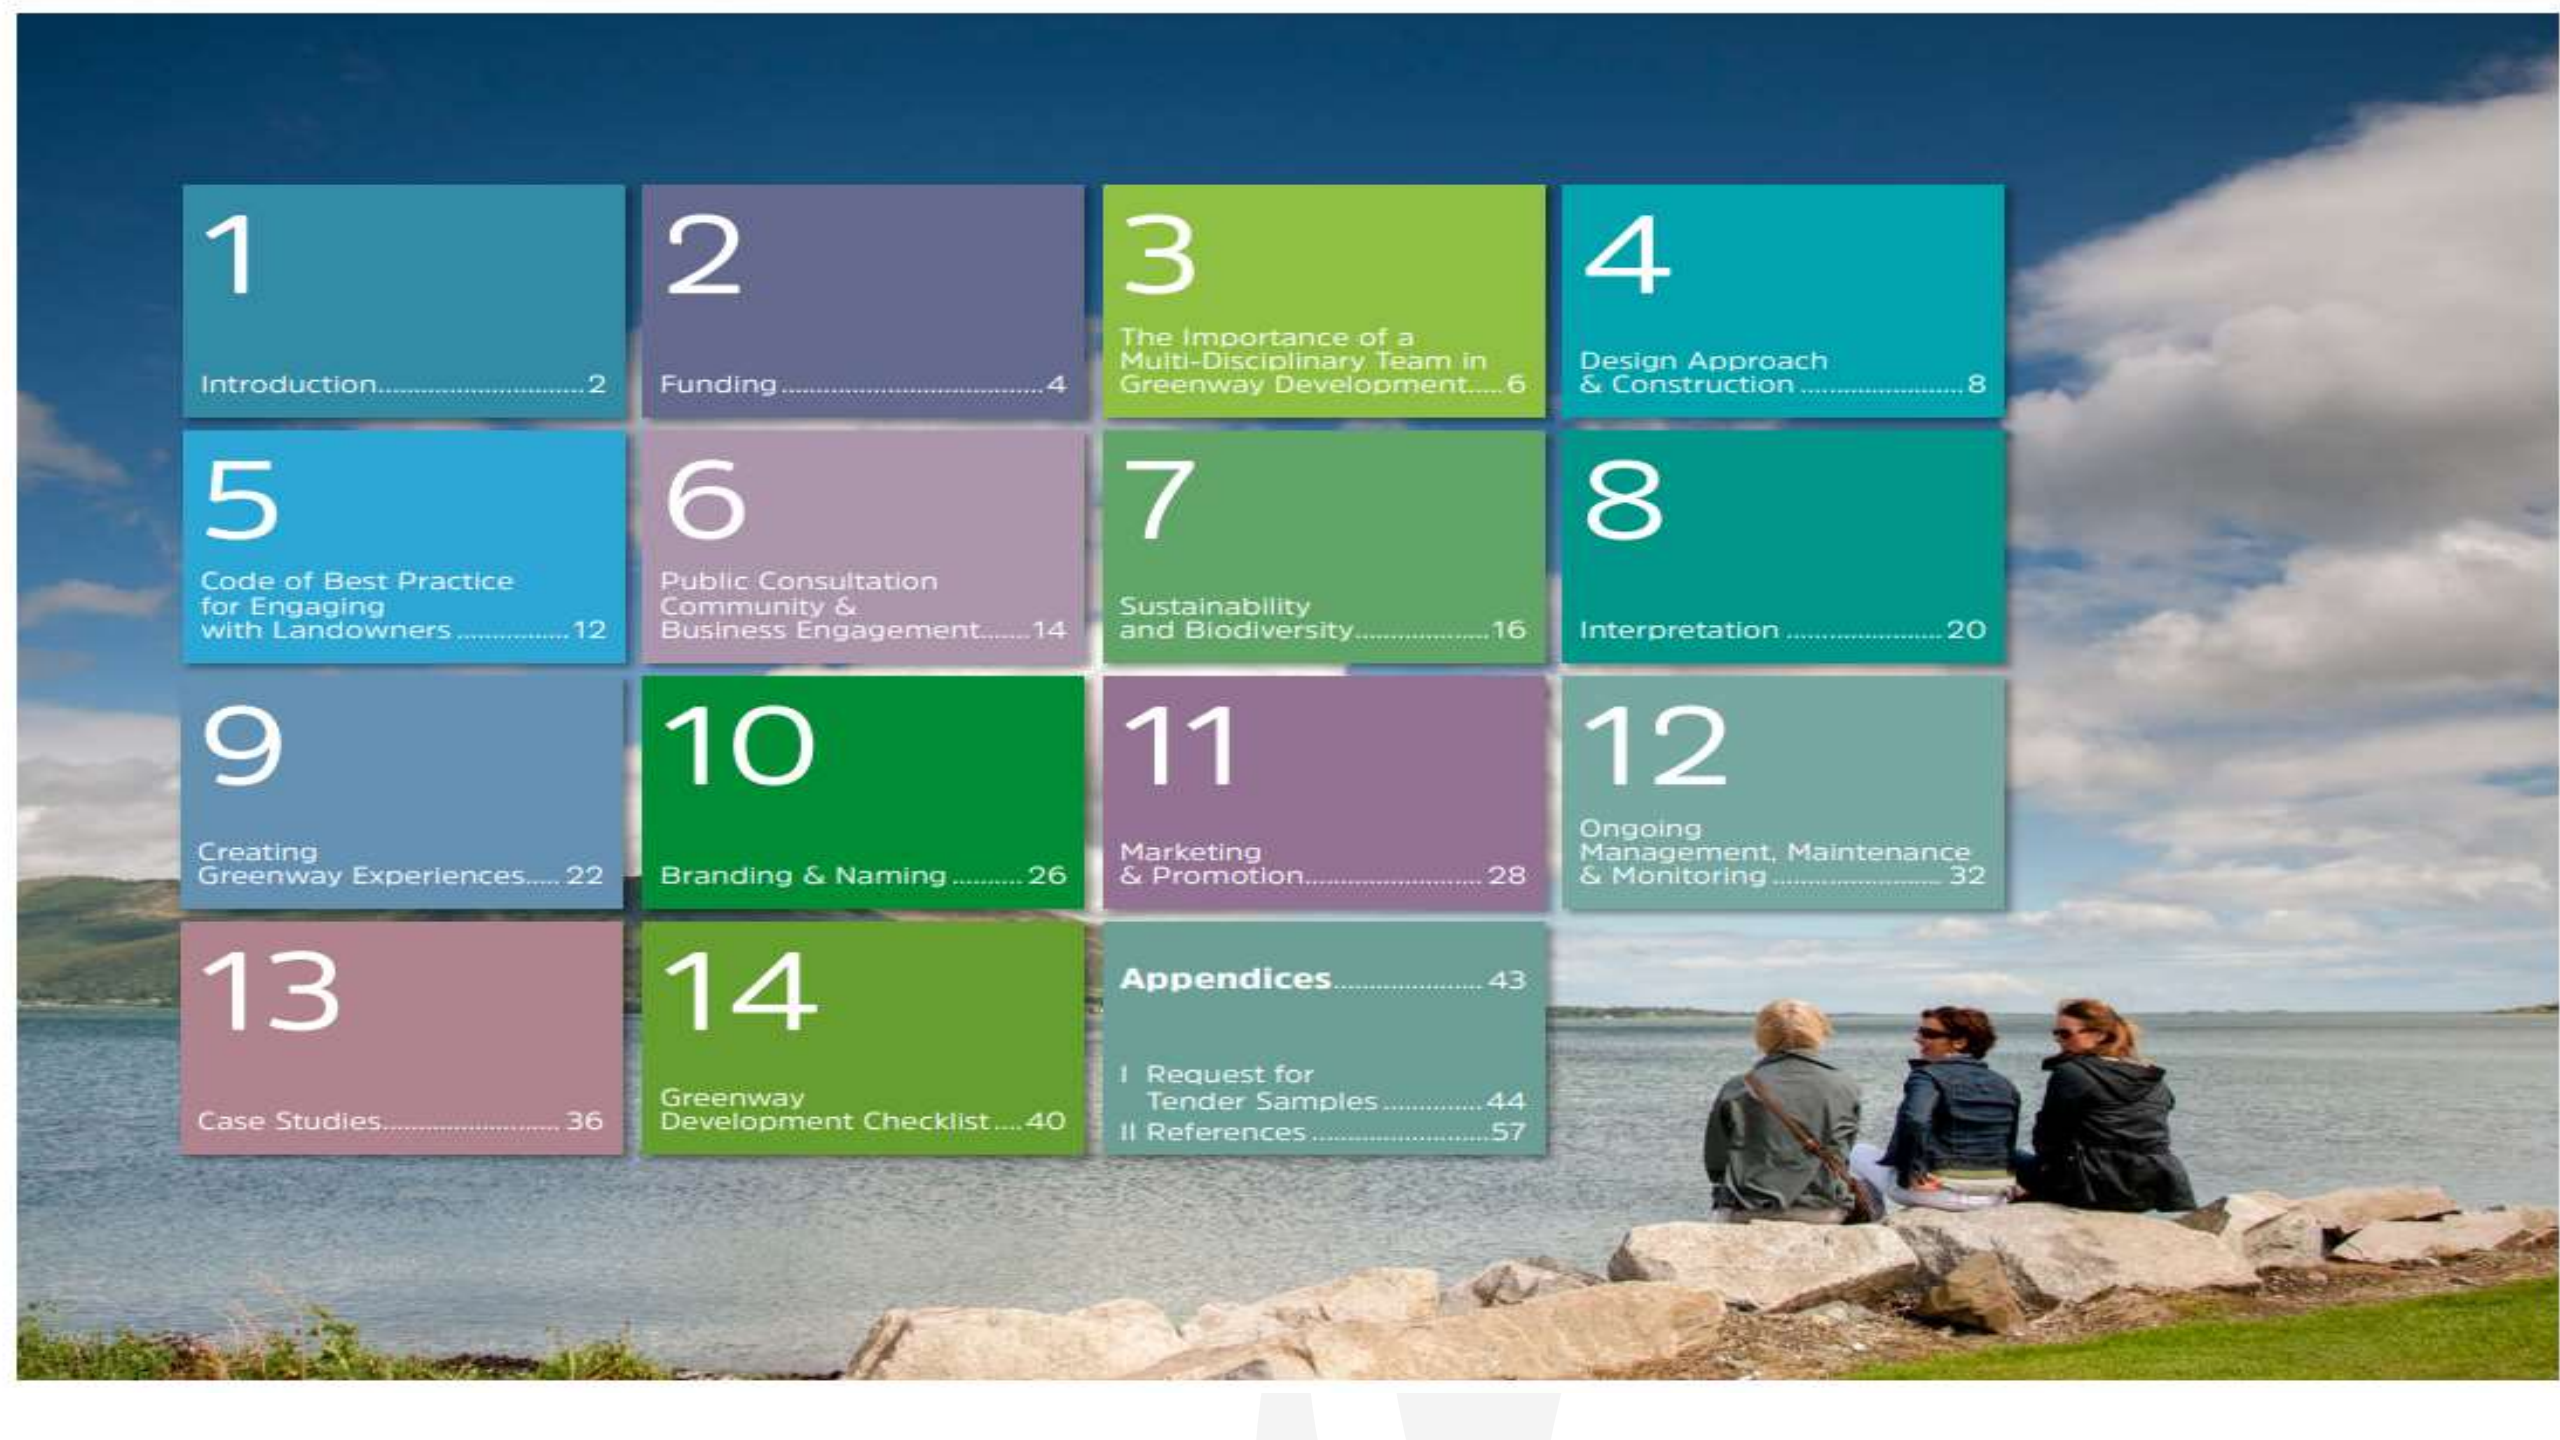 1
Introduction..............................2
2
Funding......................................4
3
The Importance of a
Multi-Disciplinary Team in
Greenway Development.....6
4
Design Approach
& Construction........................8
5
Code of Best Practice
for Engaging
with Landowners................12
6
Public Consultation
Community &
Business Engagement.......14
7
Sustainability
and Biodiversity...................16
8
Interpretation......................20
9
Creating
Greenway Experiences.....22
10
Branding & Naming..........26
11
Marketing
& Promotion.........................28
12
Ongoing
Management, Maintenance
& Monitoring........................32
13
Case Studies.........................36
14
Greenway
Development Checklist....40
Appendices.....................43
I Request for
Tender Samples..............44
II References.........................57